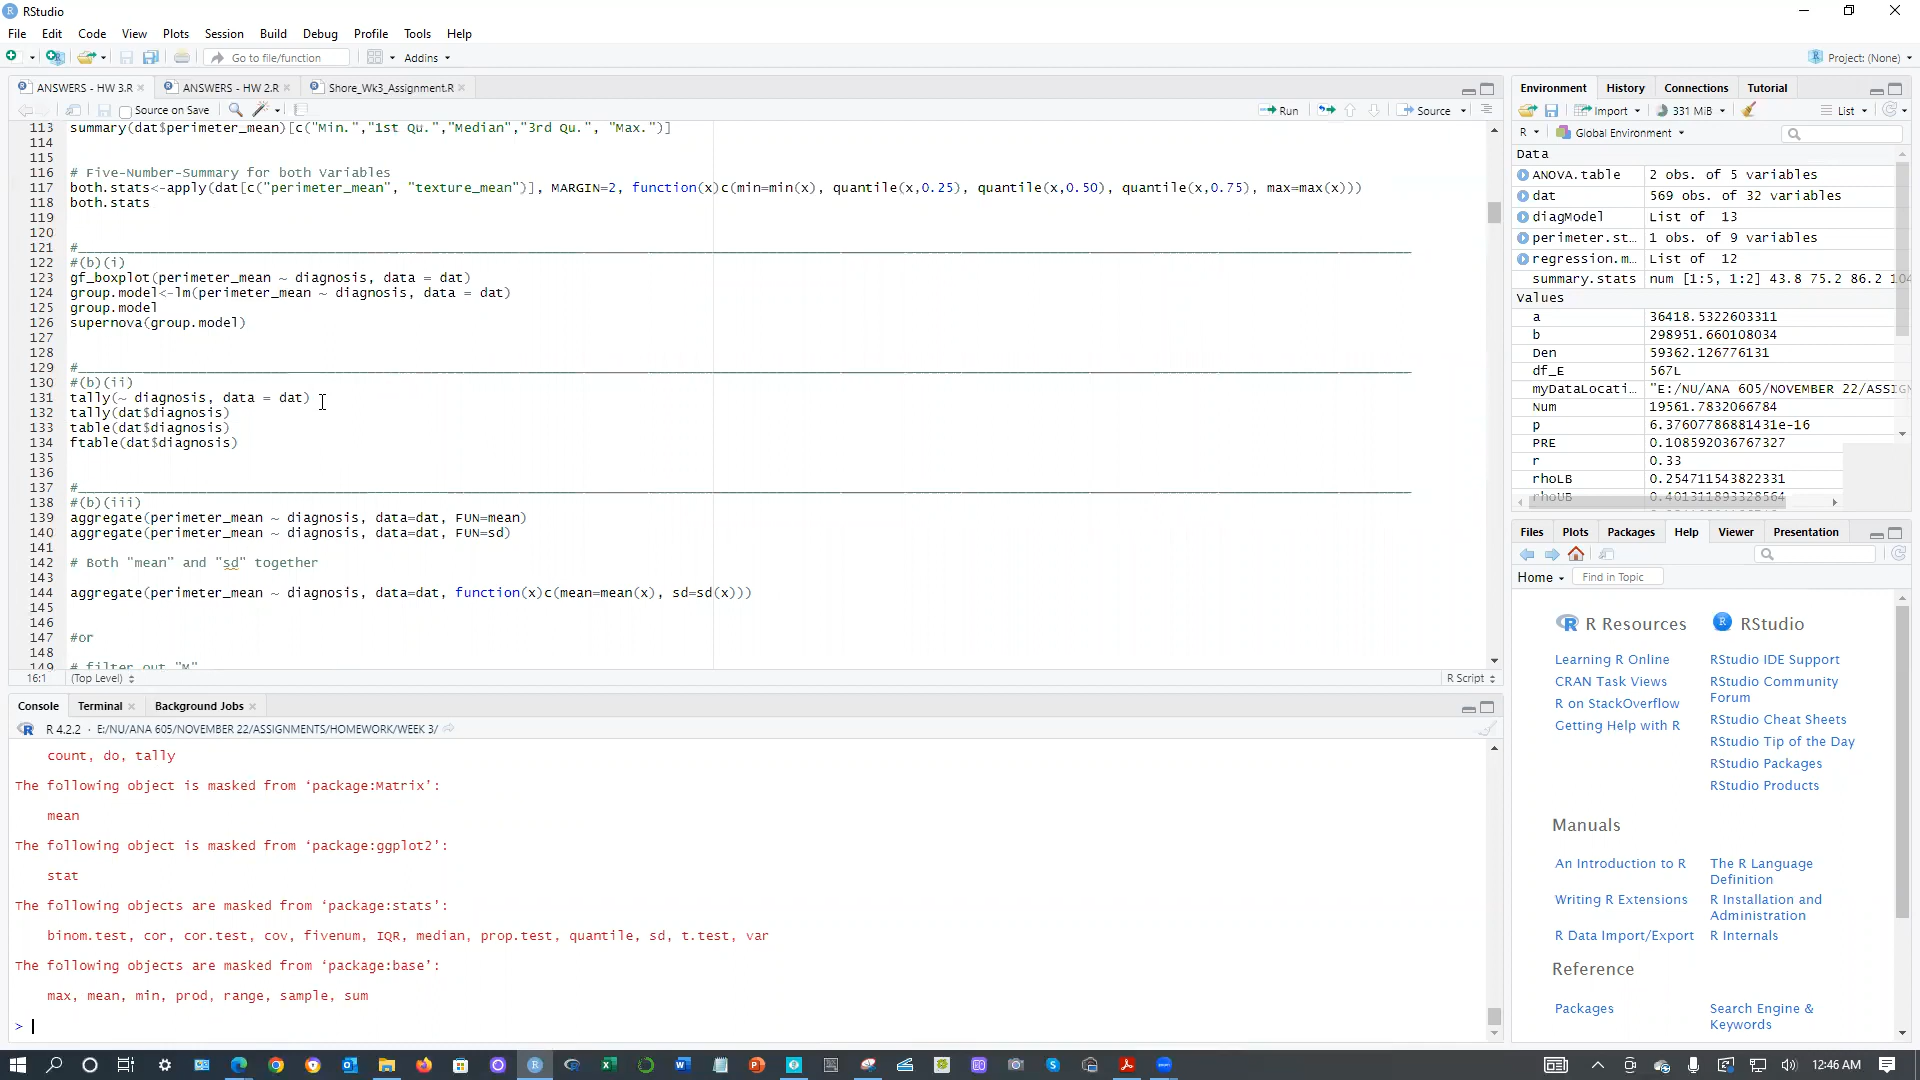 RStudio
File Edit Code View Plots Session Build Debug Profile Tools Help
Go to file/function Addins Project: (None)
ANSWERS - HW 3.R ANSWERS - HW 2.R Shore_Wk3_Assignment.R
Source on Save Run Source
113 summary(dat$perimeter_mean)[c("Min.","1st Qu.","Median","3rd Qu.", "Max.")]
114
115
116 # Five-Number-Summary for both Variables
117 both.stats<-apply(dat[c("perimeter_mean", "texture_mean")], MARGIN=2, function(x)c(min=min(x), quantile(x,0.25), quantile(x,0.50), quantile(x,0.75), max=max(x)))
118 both.stats
119
120
121 #
122 #(b)(i)
123 gf_boxplot(perimeter_mean ~ diagnosis, data = dat)
124 group.model<-lm(perimeter_mean ~ diagnosis, data = dat)
125 group.model
126 supernova(group.model)
127
128
129 #
130 #(b)(ii)
131 tally(~ diagnosis, data = dat)
132 tally(dat$diagnosis)
133 table(dat$diagnosis)
134 ftable(dat$diagnosis)
135
136
137 #
138 #(b)(iii)
139 aggregate(perimeter_mean ~ diagnosis, data=dat, FUN=mean)
140 aggregate(perimeter_mean ~ diagnosis, data=dat, FUN=sd)
141
142 # Both "mean" and "sd" together
143
144 aggregate(perimeter_mean ~ diagnosis, data=dat, function(x)c(mean=mean(x), sd=sd(x)))
145
146
147 #or
148
149 # filter out "M"
16:1 (Top Level) R Script
Console Terminal Background Jobs
R 4.2.2 · E:/NU/ANA 605/NOVEMBER 22/ASSIGNMENTS/HOMEWORK/WEEK 3/
count, do, tally
The following object is masked from ‘package:Matrix’:
mean
The following object is masked from ‘package:ggplot2’:
stat
The following objects are masked from ‘package:stats’:
binom.test, cor, cor.test, cov, fivenum, IQR, median, prop.test, quantile, sd, t.test, var
The following objects are masked from ‘package:base’:
max, mean, min, prod, range, sample, sum
>
Environment History Connections Tutorial
Import 331 MiB List
R Global Environment
Data
ANOVA.table 2 obs. of 5 variables
dat 569 obs. of 32 variables
diagModel List of 13
perimeter.st… 1 obs. of 9 variables
regression.m… List of 12
summary.stats num [1:5, 1:2] 43.8 75.2 86.2 104
Values
a 36418.5322603311
b 298951.660108034
Den 59362.126776131
df_E 567L
myDataLocati… "E:/NU/ANA 605/NOVEMBER 22/ASSIGN
Num 19561.7832066784
p 6.37607786881431e-16
PRE 0.108592036767327
r 0.33
rhoLB 0.254711543822331
rhoUB 0.401311893328564
Files Plots Packages Help Viewer Presentation
Home Find in Topic
R Resources
Learning R Online
CRAN Task Views
R on StackOverflow
Getting Help with R
RStudio
RStudio IDE Support
RStudio Community
Forum
RStudio Cheat Sheets
RStudio Tip of the Day
RStudio Packages
RStudio Products
Manuals
An Introduction to R
Writing R Extensions
R Data Import/Export
The R Language
Definition
R Installation and
Administration
R Internals
Reference
Packages
Search Engine &
Keywords
12:46 AM